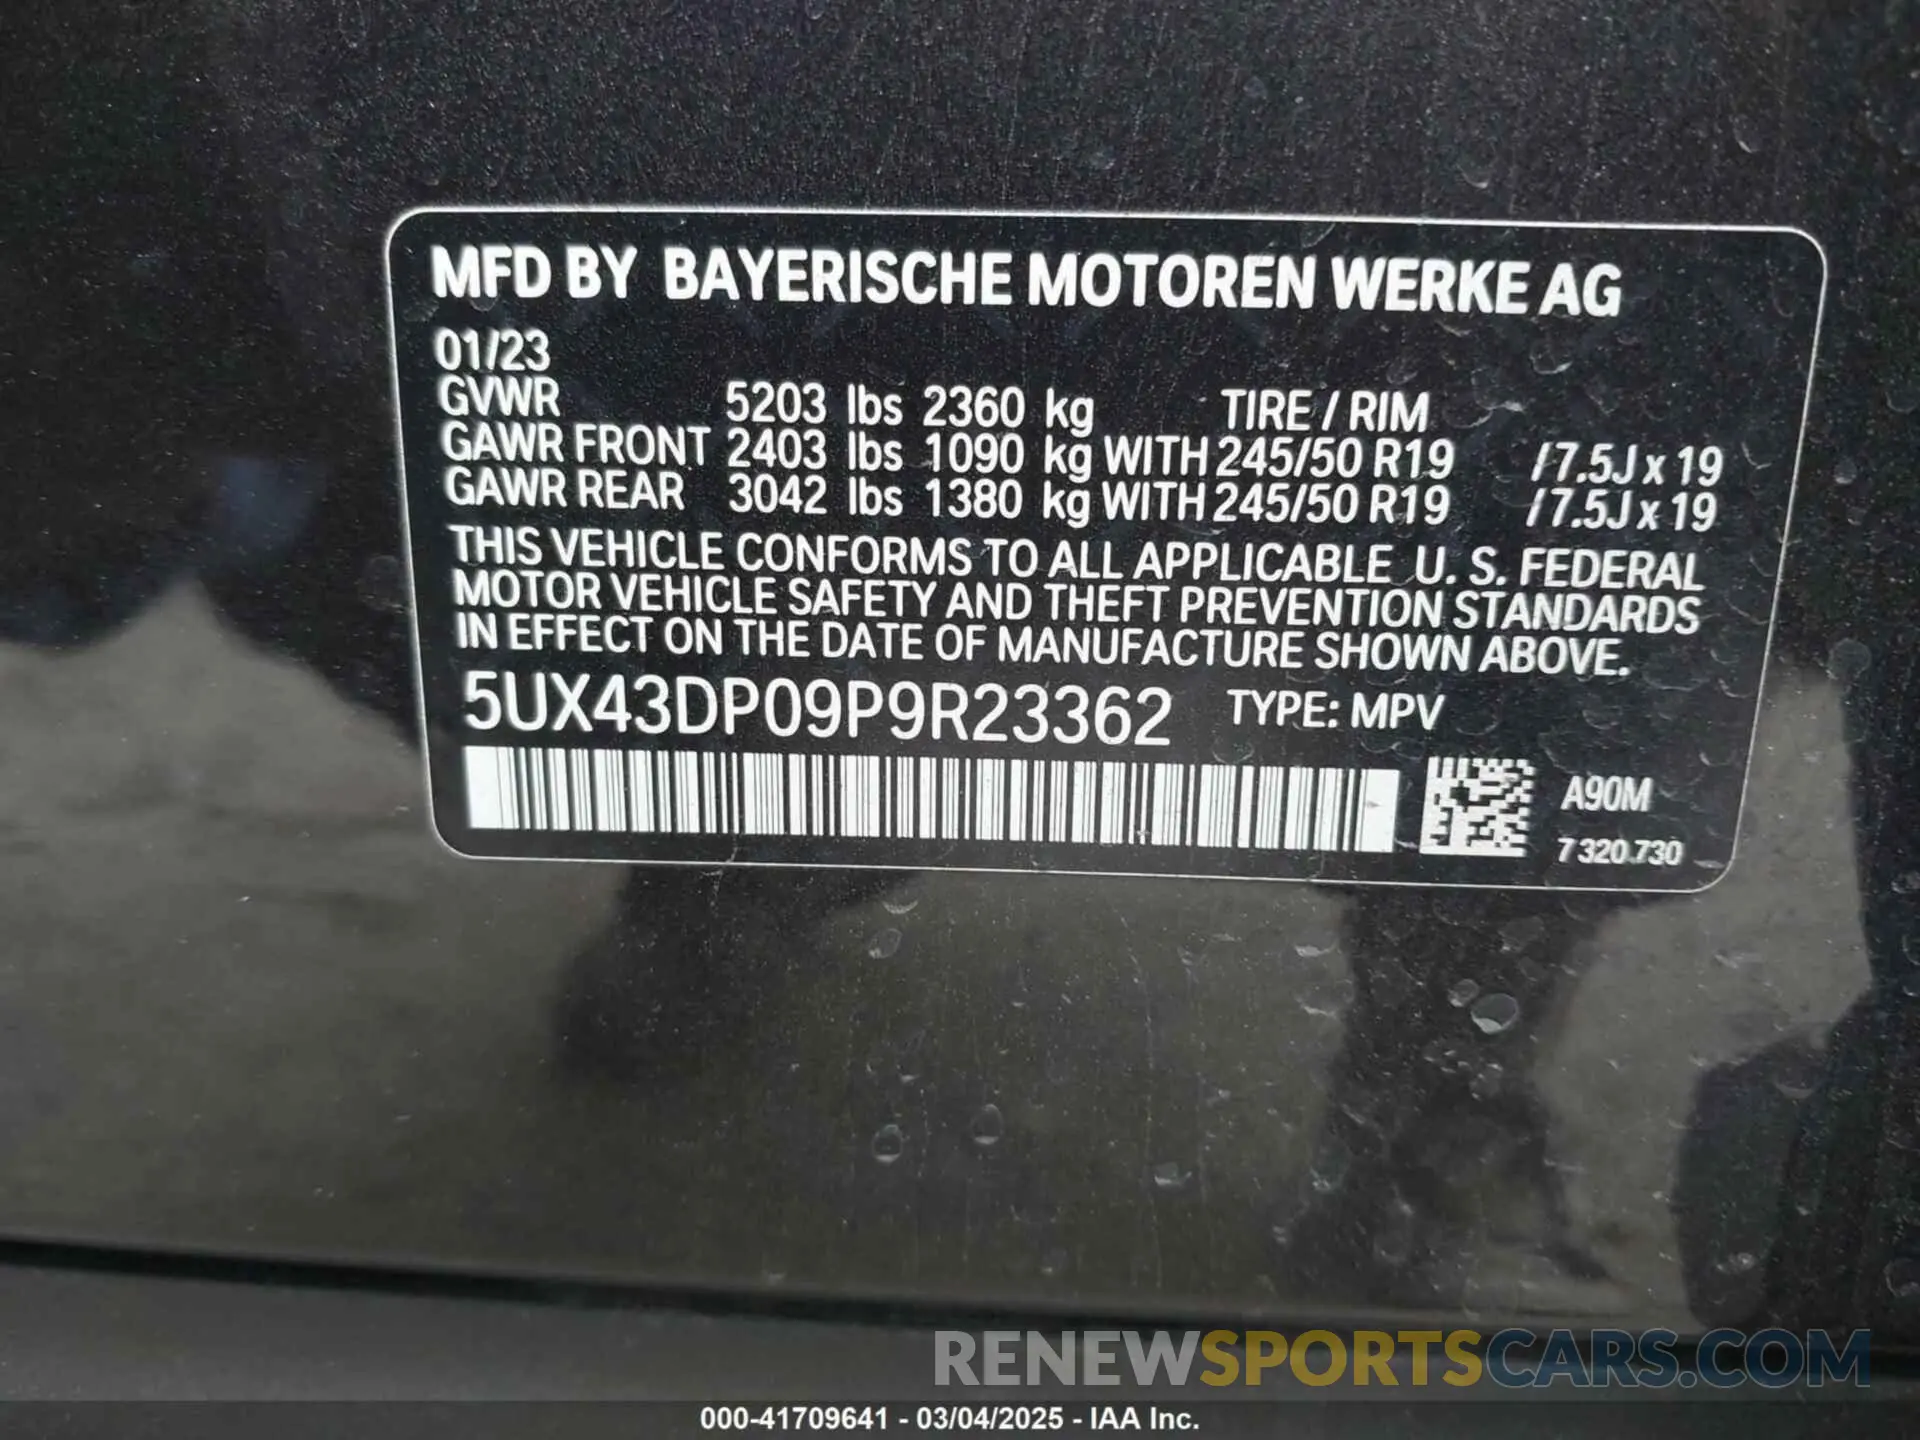 MFD BY BAYERISCHE MOTOREN WERKE AG
01/23
GVWR 5203 lbs 2360 kg TIRE / RIM
GAWR FRONT 2403 lbs 1090 kg WITH 245/50 R19 /7.5J x 19
GAWR REAR 3042 lbs 1380 kg WITH 245/50 R19 /7.5J x 19
THIS VEHICLE CONFORMS TO ALL APPLICABLE U. S. FEDERAL
MOTOR VEHICLE SAFETY AND THEFT PREVENTION STANDARDS
IN EFFECT ON THE DATE OF MANUFACTURE SHOWN ABOVE.
5UX43DP09P9R23362 TYPE: MPV
A90M
7 320.730
RENEWSPORTSCARS.COM
000-41709641 - 03/04/2025 - IAA Inc.